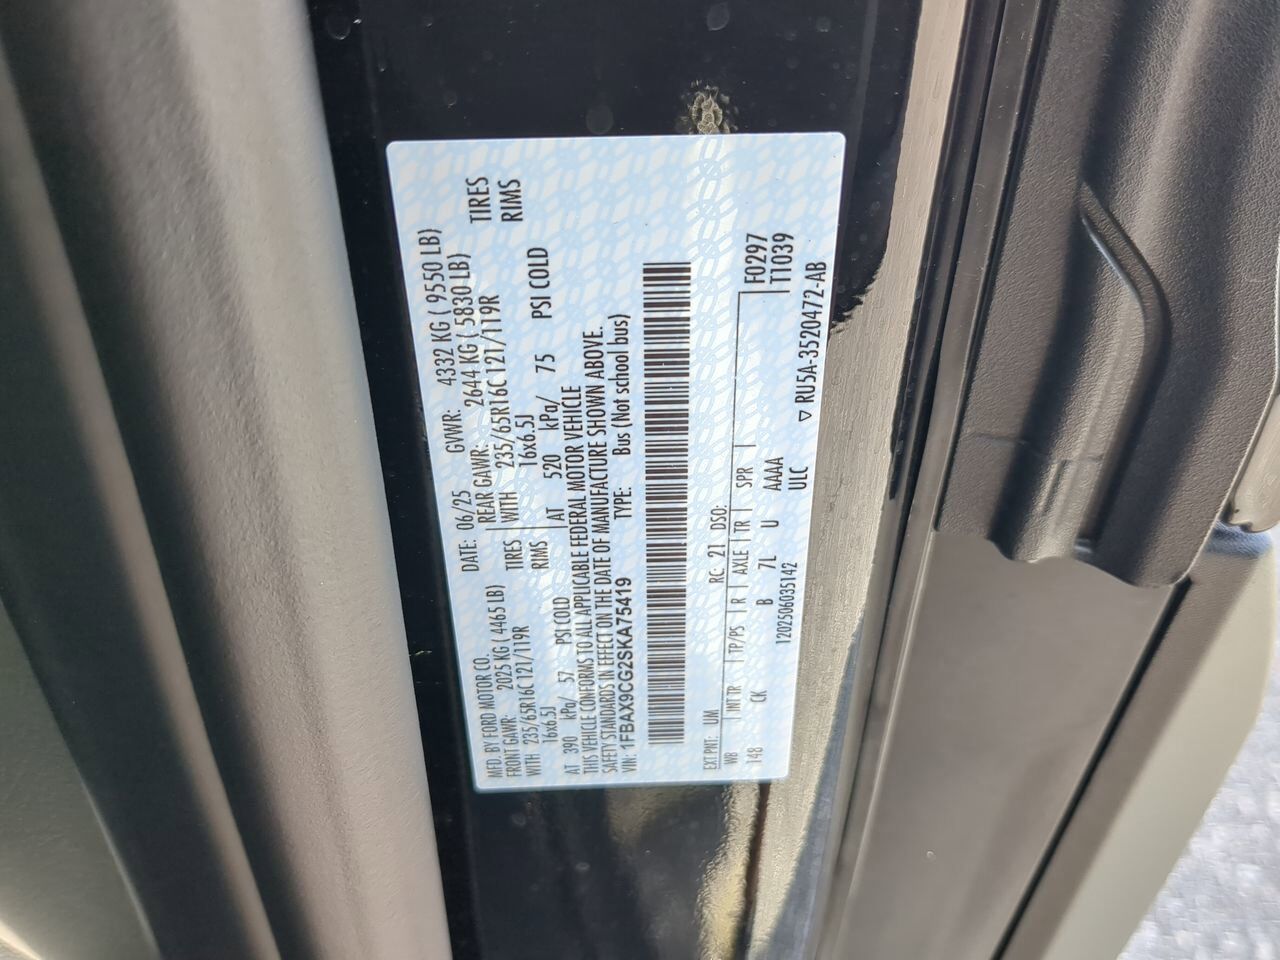 MFD. BY FORD MOTOR CO.
DATE: 06/25 GVWR: 4332 KG ( 9550 LB)
FRONT GAWR: 2025 KG ( 4465 LB)
REAR GAWR: 2644 KG ( 5830 LB)
WITH 235/65R16C 121/119R TIRES
WITH 235/65R16C 121/119R TIRES
16x6.5J RIMS
16x6.5J RIMS
AT 390 kPa/ 57 PSI COLD
AT 520 kPa/ 75 PSI COLD
THIS VEHICLE CONFORMS TO ALL APPLICABLE FEDERAL MOTOR VEHICLE
SAFETY STANDARDS IN EFFECT ON THE DATE OF MANUFACTURE SHOWN ABOVE.
VIN: 1FBAX9CG2SKA75419 TYPE: Bus (Not school bus)
EXT PNT: UM RC: 21 DSO: F0297
WB INT TR TP/PS R AXLE TR SPR T1039
148 CK B 7L U AAAA
ULC
1202506035142 ▽ RU5A-3520472-AB